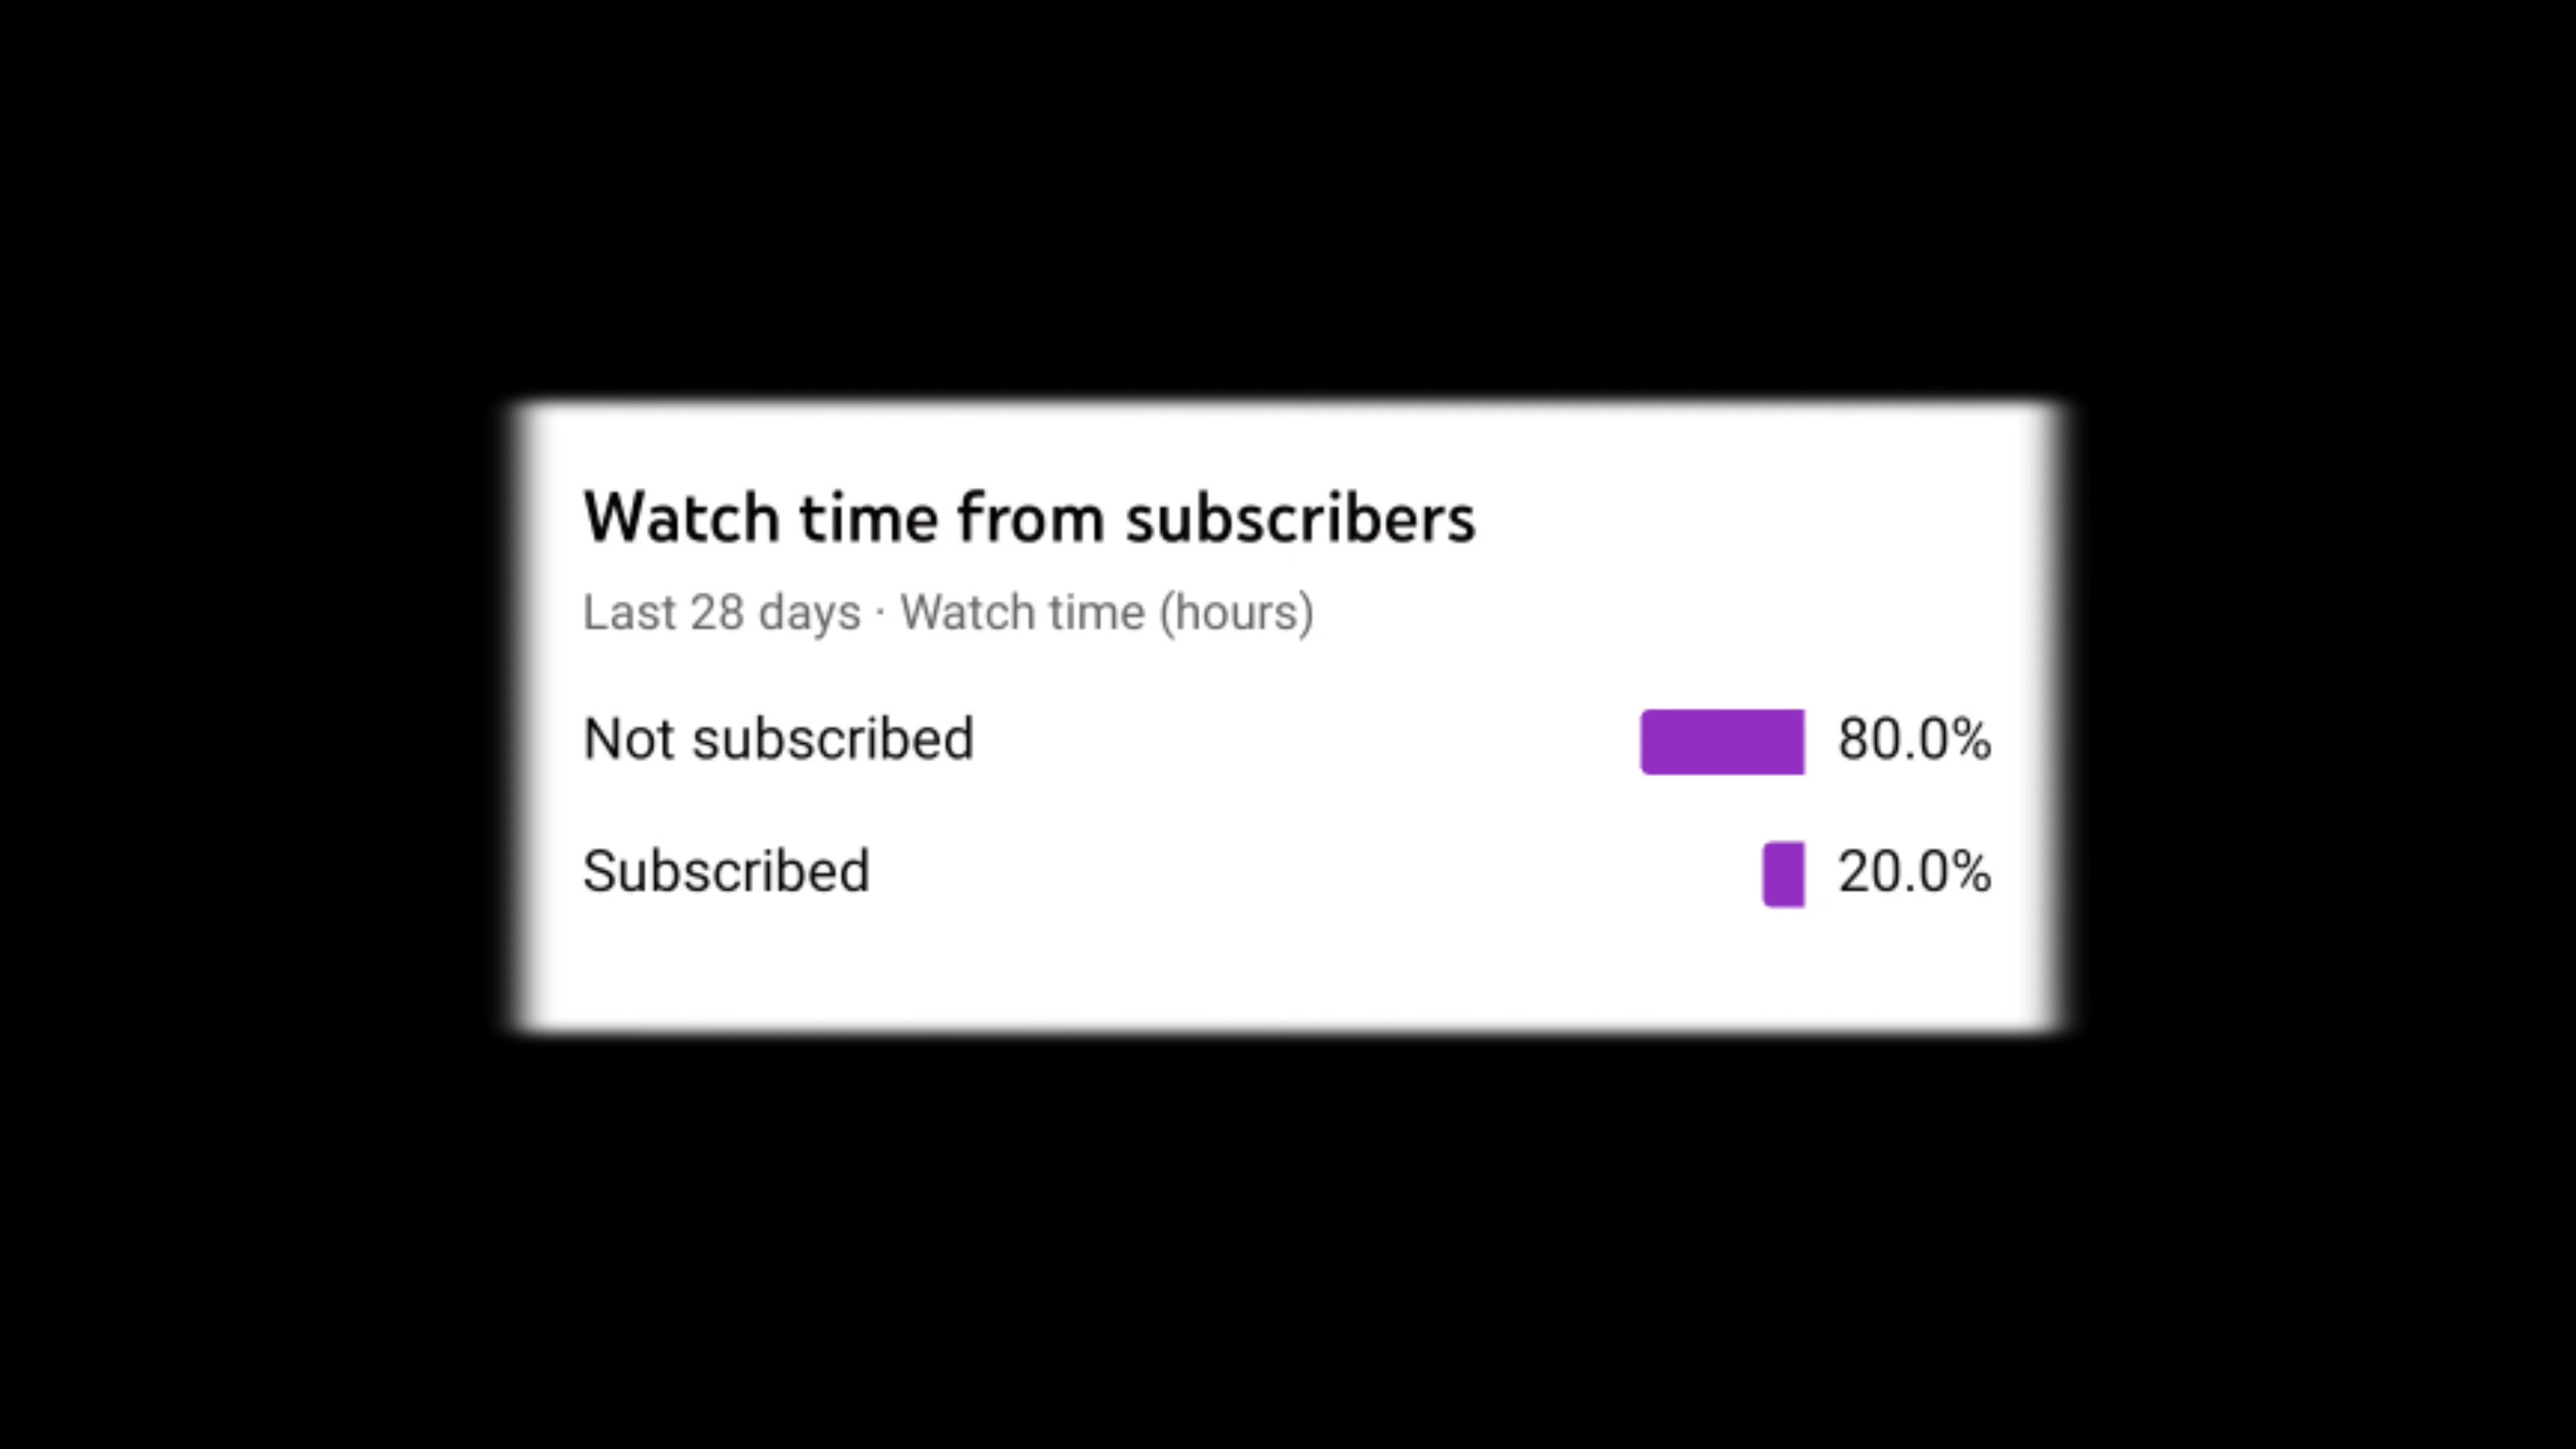 Watch time from subscribers
Last 28 days · Watch time (hours)
Not subscribed 80.0%
Subscribed 20.0%